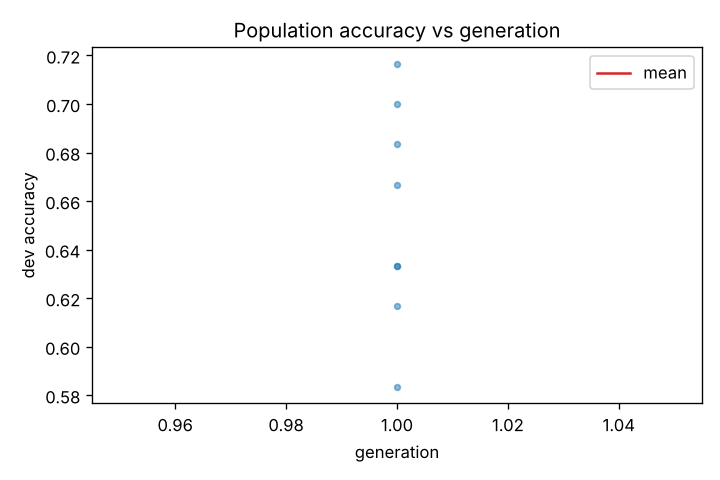 Population accuracy vs generation
mean
dev accuracy
0.72
0.70
0.68
0.66
0.64
0.62
0.60
0.58
0.96 0.98 1.00 1.02 1.04
generation